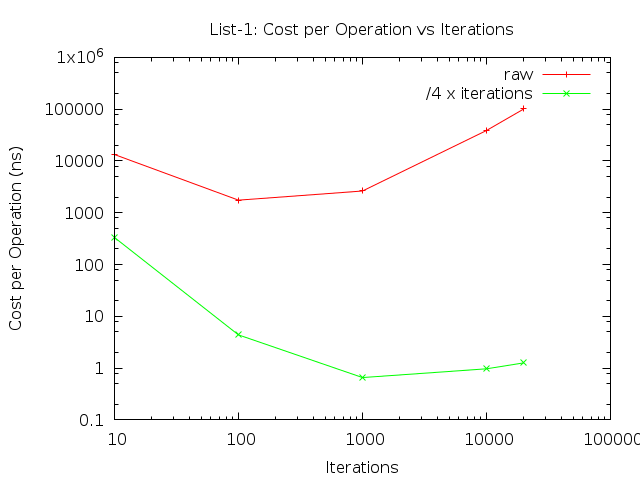 List-1: Cost per Operation vs Iterations
1x10^6
raw
/4 x iterations
100000
10000
1000
100
10
1
0.1
Cost per Operation (ns)
10 100 1000 10000 100000
Iterations